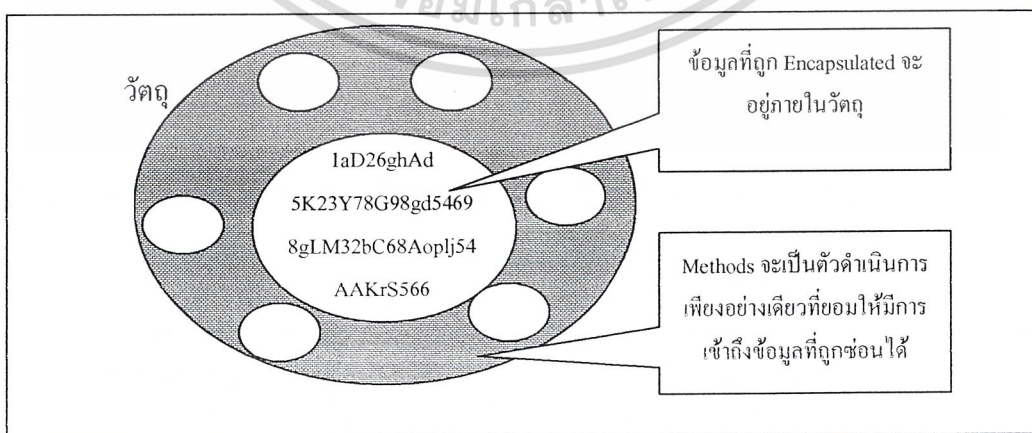 วัตถุ
1aD26ghAd
5K23Y78G98gd5469
8gLM32bC68Aoplj54
AAKrS566
ข้อมูลที่ถูก Encapsulated จะ
อยู่ภายในวัตถุ
Methods จะเป็นตัวดำเนินการ
เพียงอย่างเดียวที่ยอมให้มีการ
เข้าถึงข้อมูลที่ถูกซ่อนได้